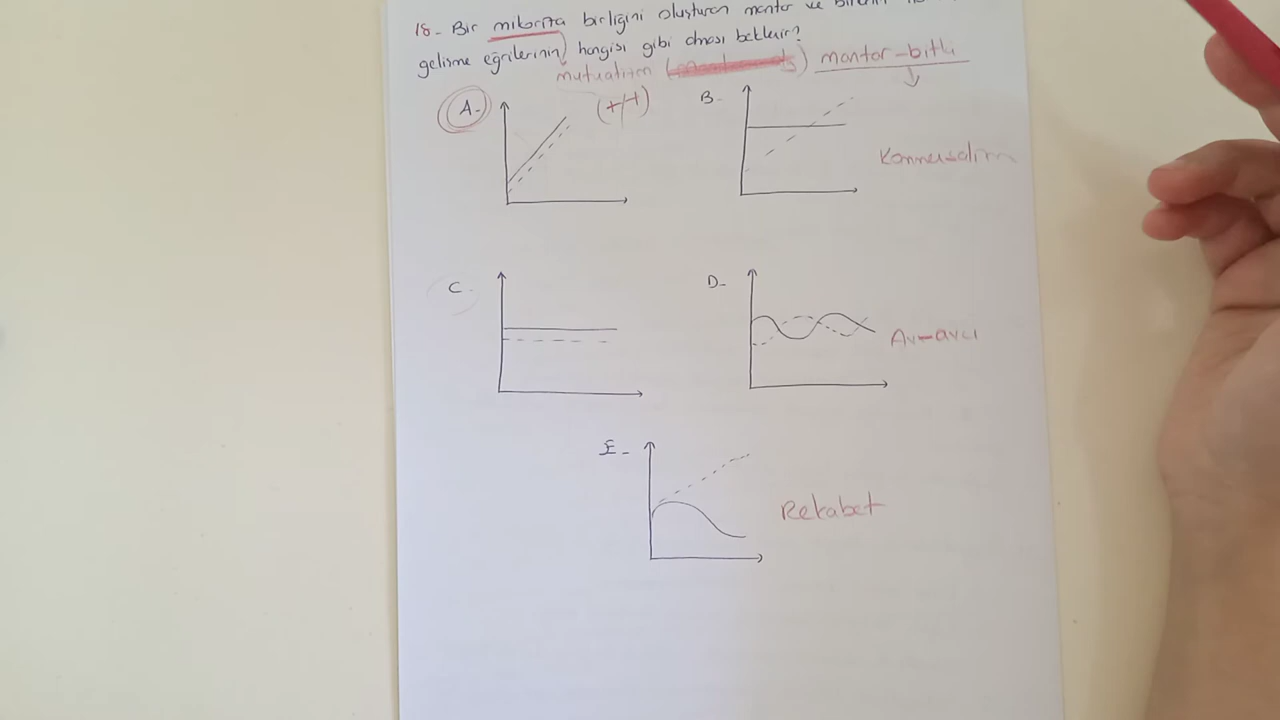 18- Bir mikoriza birliğini oluşturan mantar ve
gelişme eğrilerinin hangisi gibi olması beklenir?
mutualizm mantar-bitki
A- (+/+)
B-
Kommensalizm
C-
D-
Av-avcı
E-
Rekabet